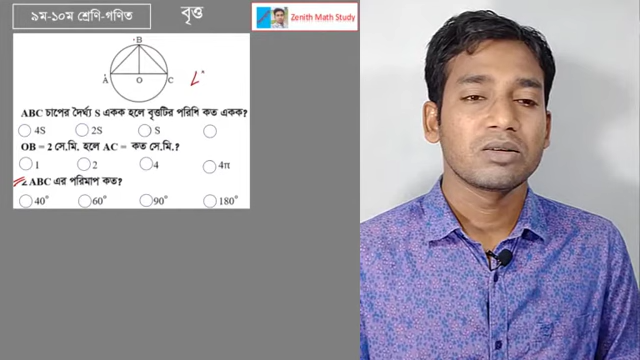 ৯ম-১০ম শ্রেণি-গণিত
বৃত্ত
Zenith Math Study
B
A
O
C
ABC চাপের দৈর্ঘ্য S একক হলে বৃত্তটির পরিধি কত একক?
4S 2S S
OB = 2 সে.মি. হলে AC = কত সে.মি.?
1 2 4 4π
∠ABC এর পরিমাপ কত?
40° 60° 90° 180°